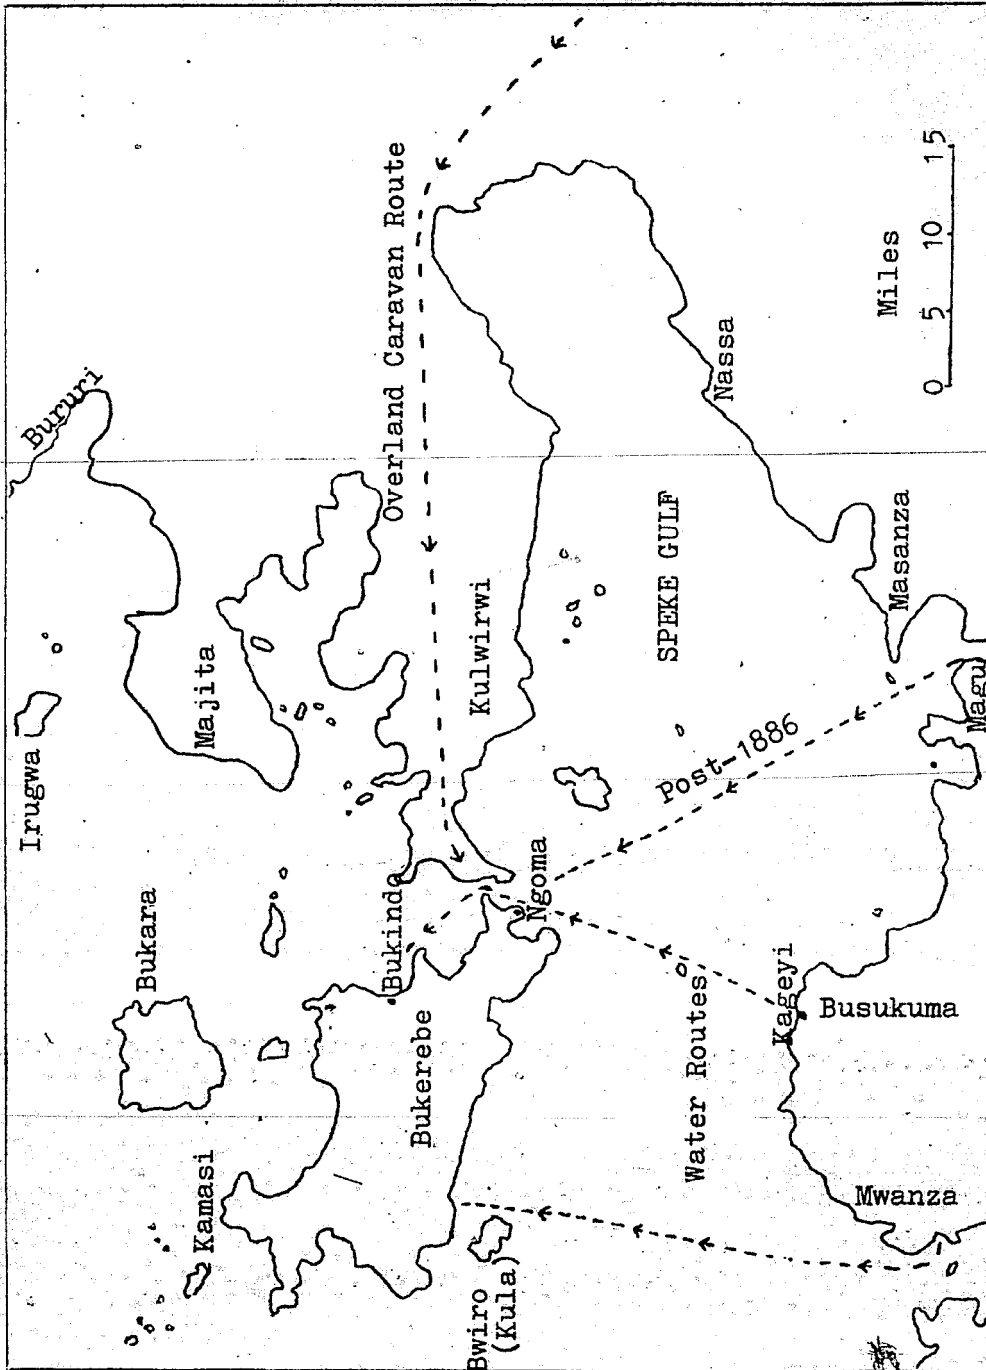 Irugwa
Bururi
Bukara
Majita
Kamasi
Overland Caravan Route
Bukindo
Kulwirwi
Bukerebe
Ngoma
Bwiro
(Kula)
SPEKE GULF
Post-1886
Nassa
Water Routes
Kageyi
Busukuma
Masanza
Magu
Mwanza
Miles
0 5 10 15